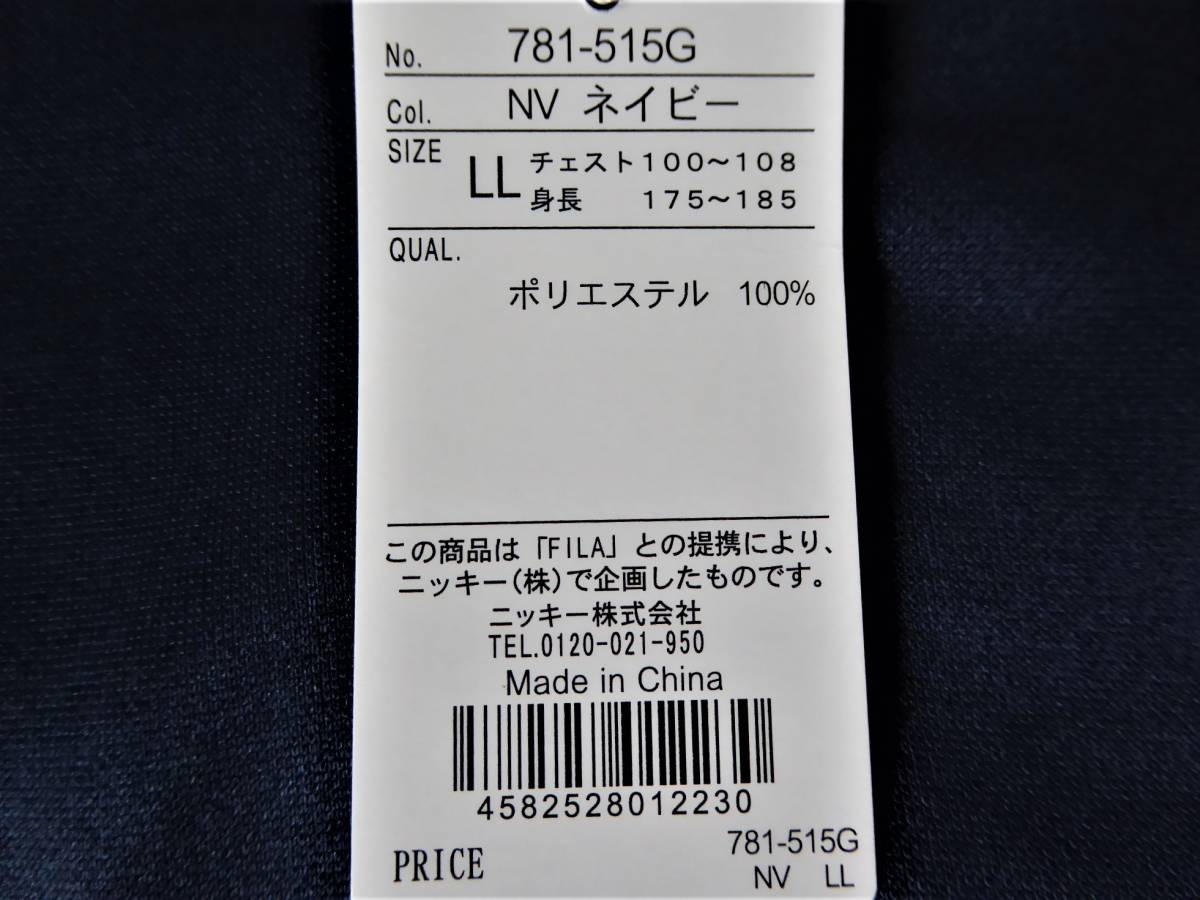 No. 781-515G
Col. NV ネイビー
SIZE LL チェスト100～108
身長 175～185
QUAL.
ポリエステル 100%
この商品は「FILA」との提携により、
ニッキー(株)で企画したものです。
ニッキー株式会社
TEL.0120-021-950
Made in China
4582528012230
781-515G
PRICE NV LL